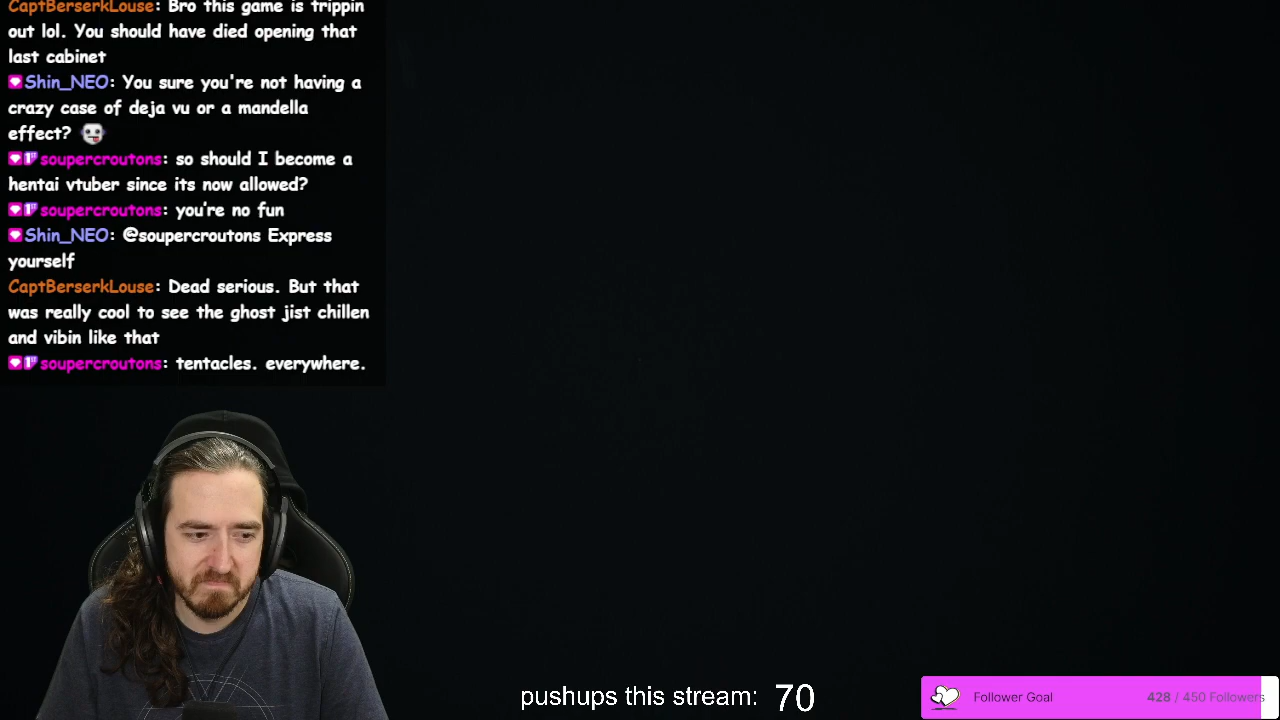 CaptBerserkLouse: Bro this game is trippin
out lol. You should have died opening that
last cabinet
Shin_NEO: You sure you're not having a
crazy case of deja vu or a mandella
effect?
soupercroutons: so should I become a
hentai vtuber since its now allowed?
soupercroutons: you're no fun
Shin_NEO: @soupercroutons Express
yourself
CaptBerserkLouse: Dead serious. But that
was really cool to see the ghost jist chillen
and vibin like that
soupercroutons: tentacles. everywhere.
pushups this stream: 70
Follower Goal 428 / 450 Followers